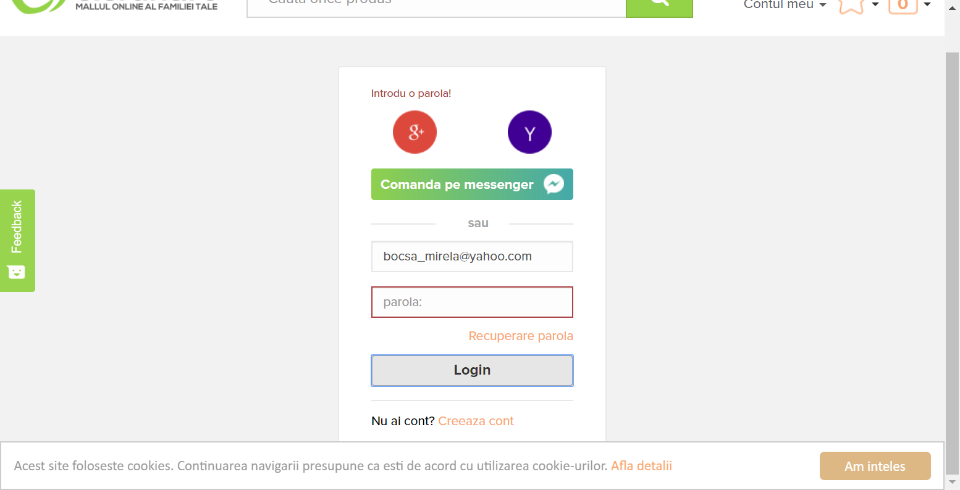 MALLUL ONLINE AL FAMILIEI TALE
Cauta orice produs
Contul meu
0
Introdu o parola!
g+
Y
Comanda pe messenger
sau
bocsa_mirela@yahoo.com
parola:
Recuperare parola
Login
Nu ai cont? Creeaza cont
Feedback
Acest site foloseste cookies. Continuarea navigarii presupune ca esti de acord cu utilizarea cookie-urilor. Afla detalii
Am inteles